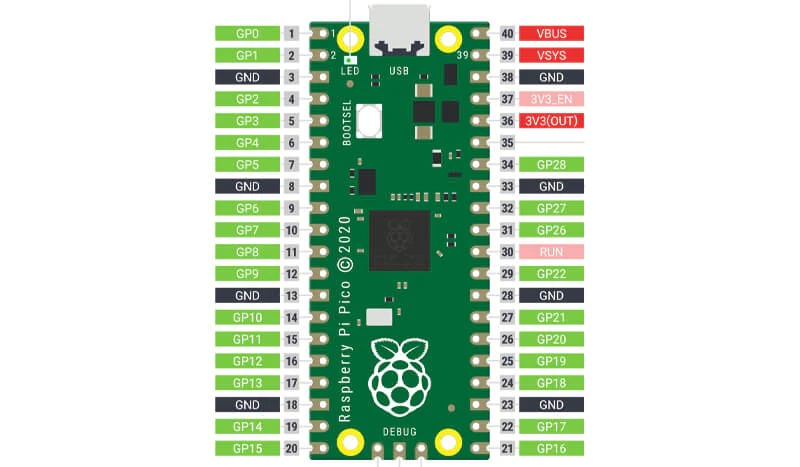 GP0 1 1 40 VBUS
GP1 2 2 39 39 VSYS
LED USB
GND 3 38 GND
GP2 4 37 3V3_EN
GP3 5 36 3V3(OUT)
BOOTSEL
GP4 6 35
GP5 7 34 GP28
GND 8 33 GND
GP6 9 32 GP27
GP7 10 31 GP26
GP8 11 30 RUN
GP9 12 29 GP22
GND 13 28 GND
GP10 14 27 GP21
GP11 15 26 GP20
GP12 16 25 GP19
GP13 17 24 GP18
GND 18 23 GND
GP14 19 22 GP17
GP15 20 21 GP16
Raspberry Pi Pico © 2020
DEBUG